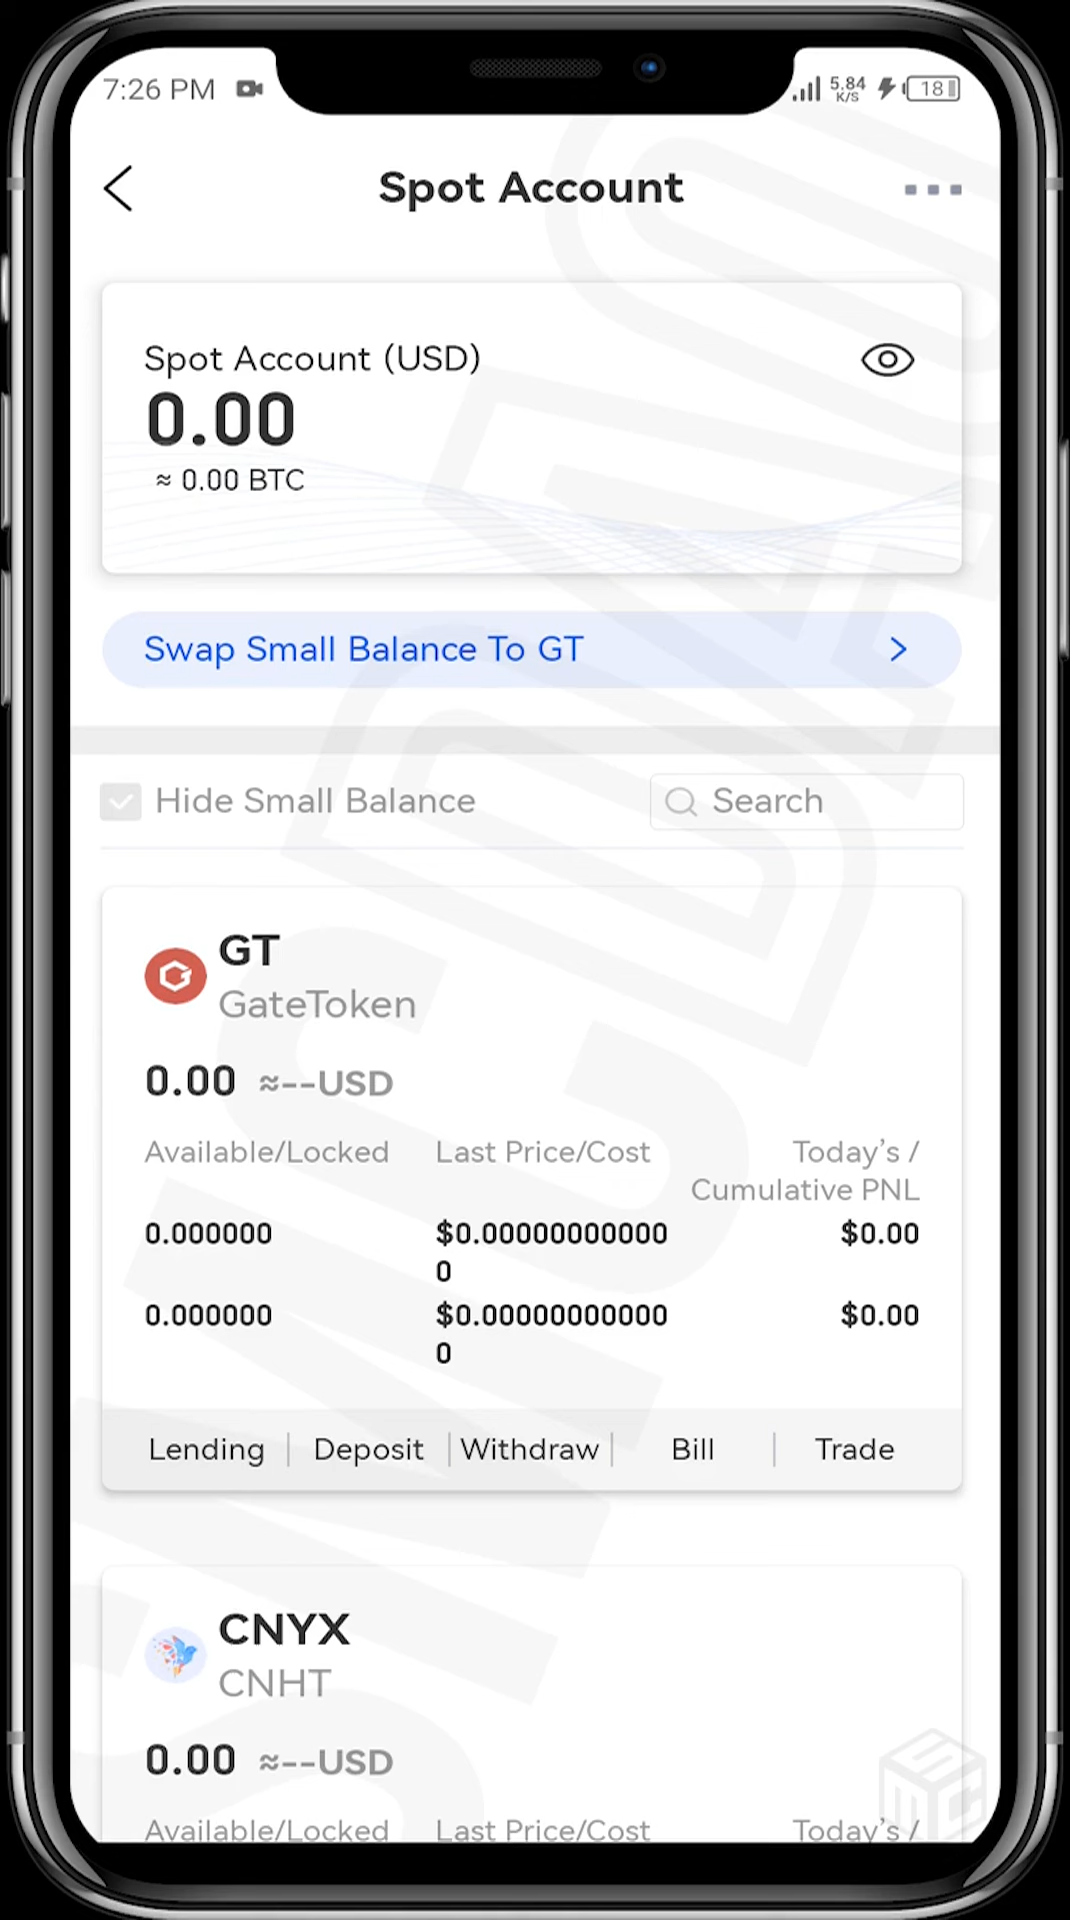 7:26 PM
5.84
K/S
18
Spot Account
Spot Account (USD)
0.00
≈ 0.00 BTC
Swap Small Balance To GT
Hide Small Balance
Search
GT
GateToken
0.00 ≈--USD
Available/Locked Last Price/Cost Today's /
Cumulative PNL
0.000000 $0.00000000000 $0.00
0
0.000000 $0.00000000000 $0.00
0
Lending Deposit Withdraw Bill Trade
CNYX
CNHT
0.00 ≈--USD
Available/Locked Last Price/Cost Today's /
SMC
SMCDAO